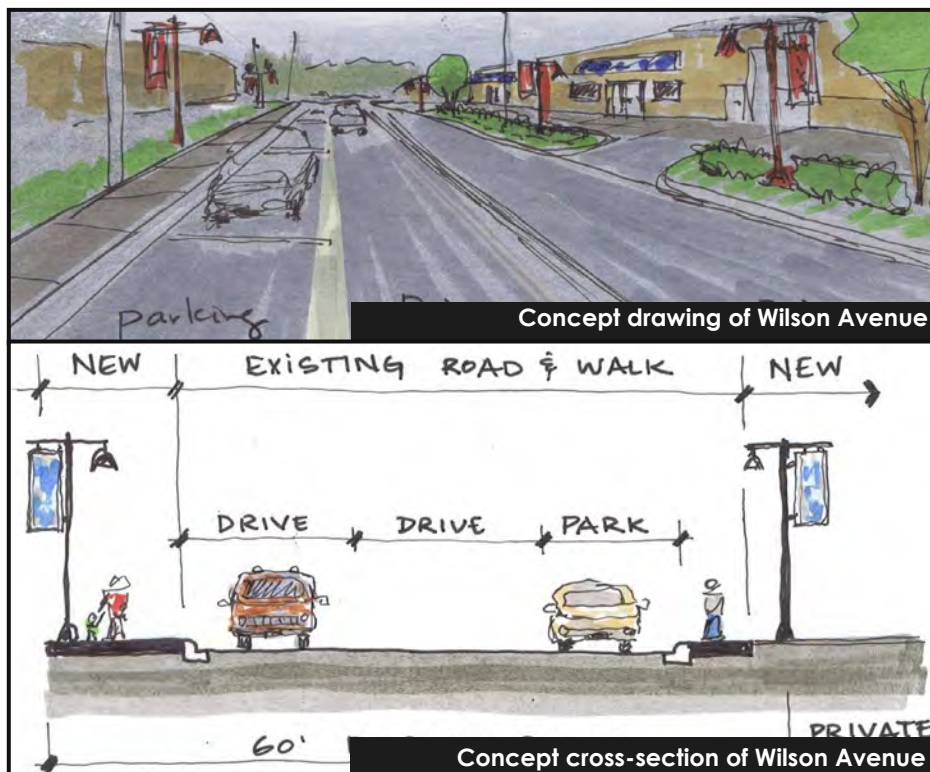 parking
Concept drawing of Wilson Avenue
NEW EXISTING ROAD & WALK NEW
DRIVE DRIVE PARK
60'
PRIVATE
Concept cross-section of Wilson Avenue